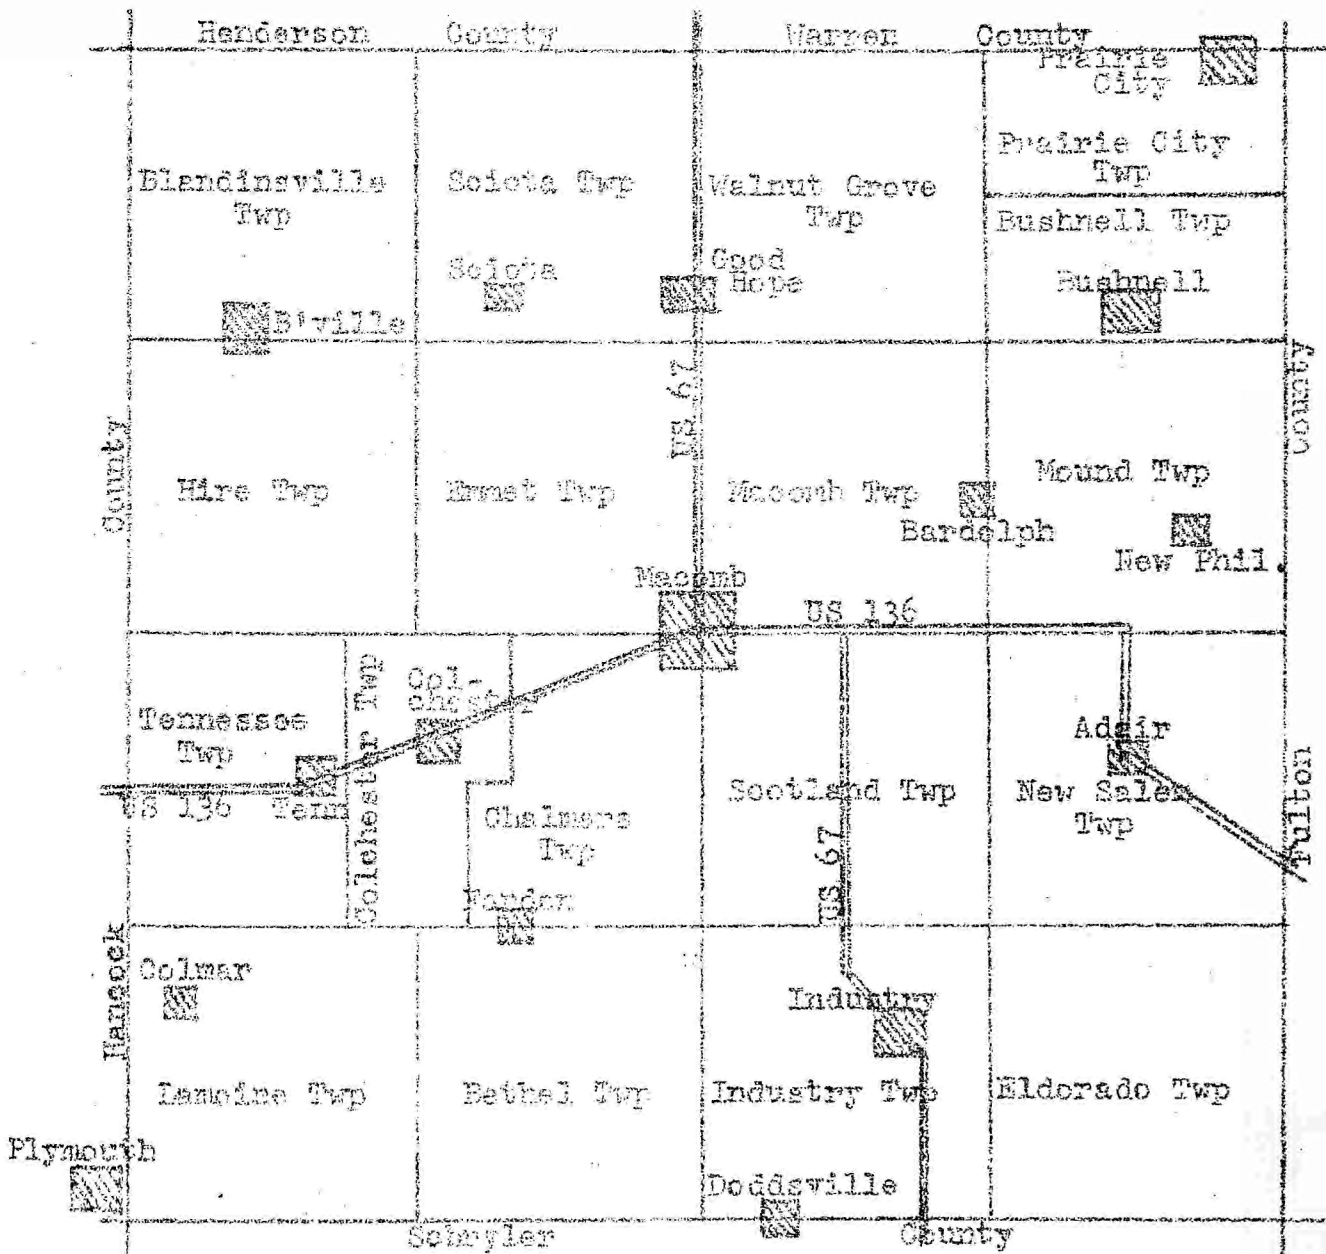 Henderson County Warren County
Prairie
City
Prairie City
Twp
Blandinsville
Twp
Sciota Twp
Walnut Grove
Twp
Bushnell Twp
Sciota
Good
Hope
Bushnell
B'ville
US 67
County
County
Hire Twp
Emmet Twp
Macomb Twp
Mound Twp
Bardolph
New Phil.
Macomb
US 136
Colchester Twp
Col-
chester
Tennessee
Twp
Adair
US 136 Tenn
Scotland Twp
New Salem
Twp
Chalmers
Twp
US 67
Fulton
Fandon
Hancock
Colmar
Industry
Lamoine Twp
Bethel Twp
Industry Twp
Eldorado Twp
Plymouth
Doddsville
Schryler County